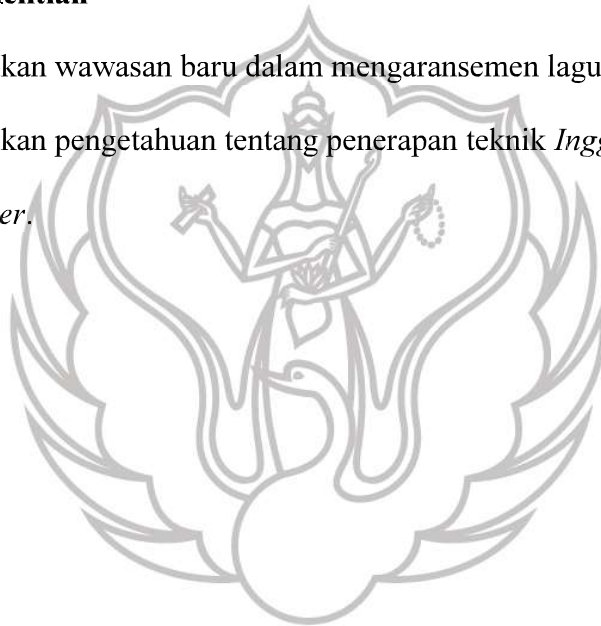 kan wawasan baru dalam mengaransemen lagu
kan pengetahuan tentang penerapan teknik
er.